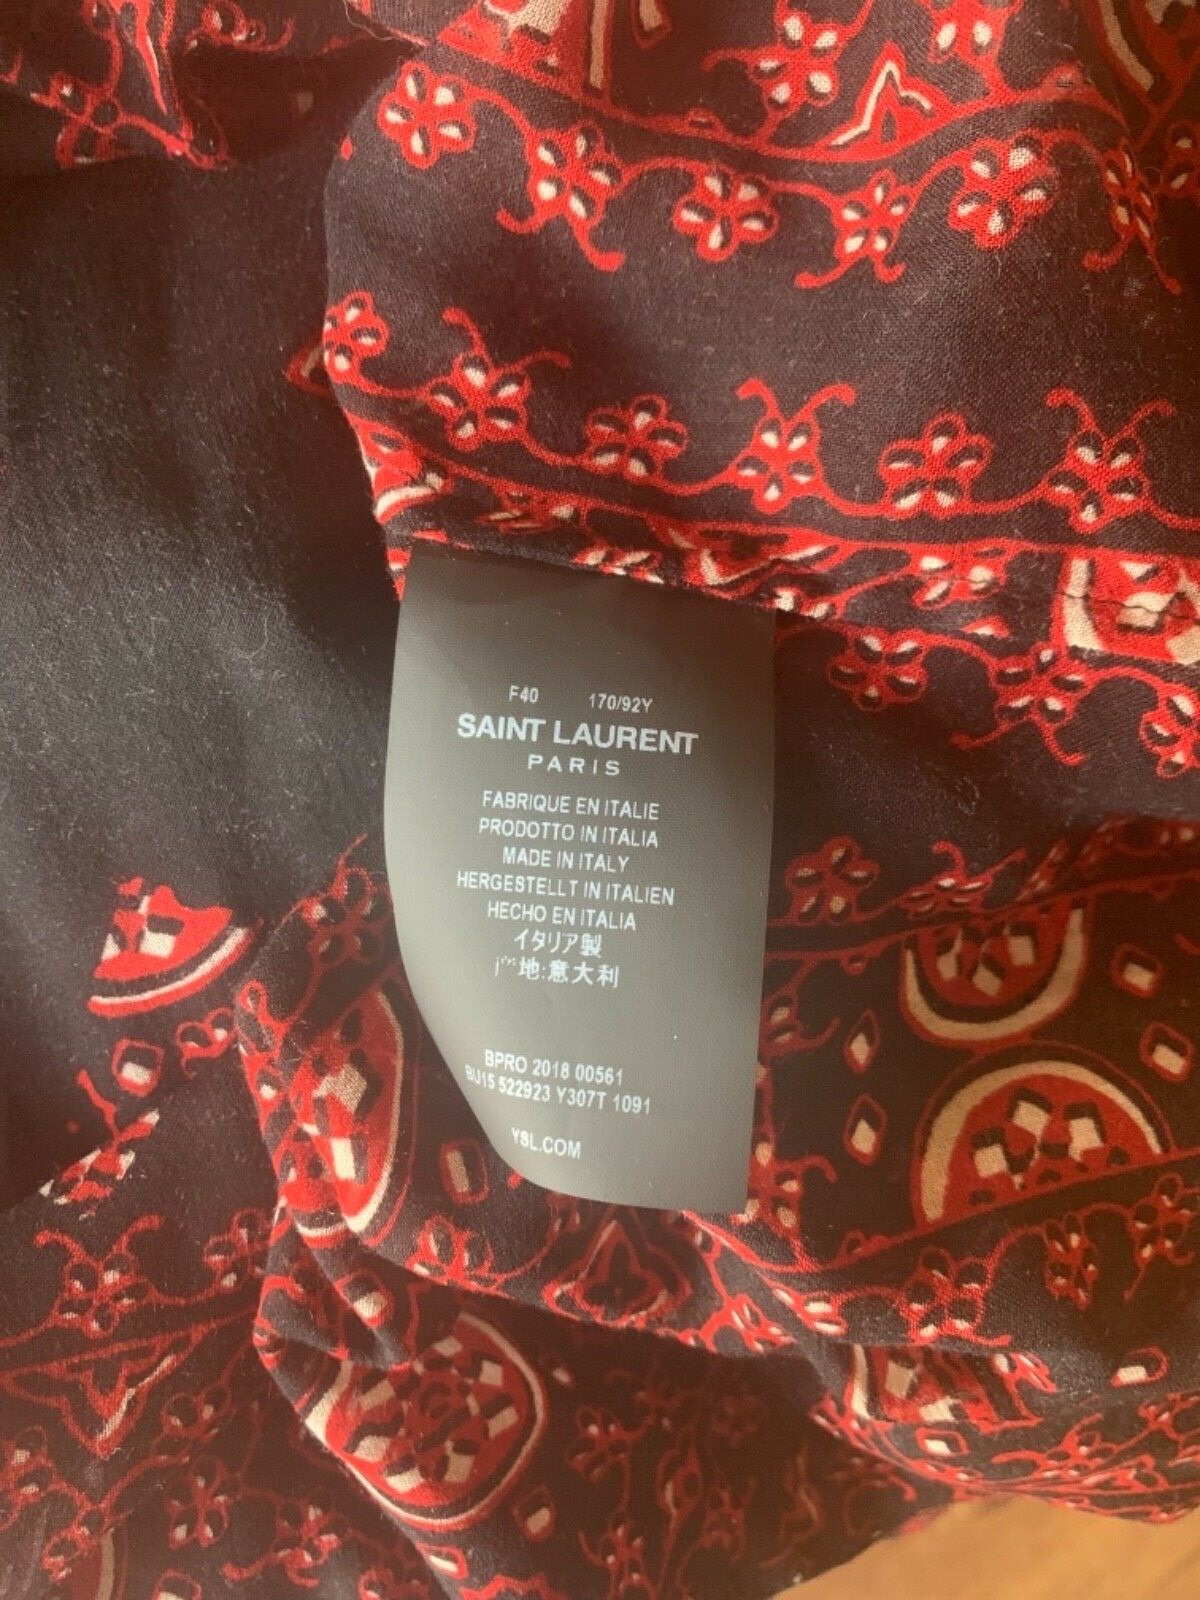 F40 170/92Y
SAINT LAURENT
PARIS
FABRIQUE EN ITALIE
PRODOTTO IN ITALIA
MADE IN ITALY
HERGESTELLT IN ITALIEN
HECHO EN ITALIA
イタリア製
产地:意大利
BPRO 2018 00561
BU15 522923 Y307T 1091
YSL.COM